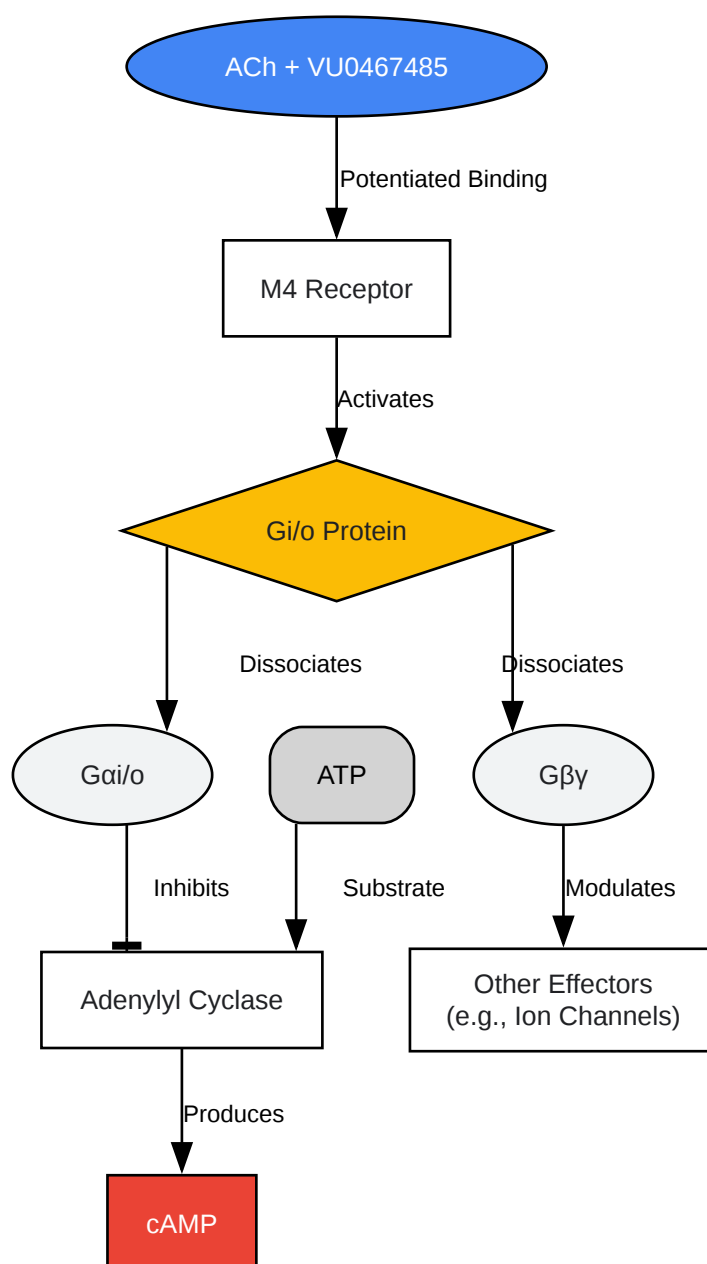 ACh + VU0467485
Potentiated Binding
M4 Receptor
Activates
Gi/o Protein
Dissociates
Dissociates
Gαi/o
ATP
Gβγ
Inhibits
Substrate
Modulates
Adenylyl Cyclase
Other Effectors
(e.g., Ion Channels)
Produces
cAMP